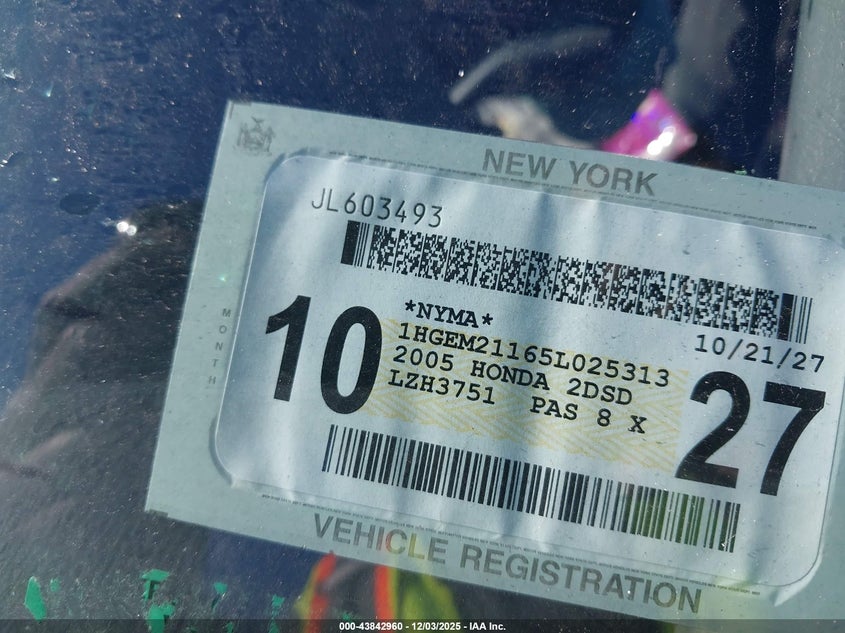 NEW YORK
JL603493
MONTH
10
*NYMA*
10/21/27
1HGEM21165L025313
2005 HONDA 2DSD
LZH3751 PAS 8 X
27
VEHICLE REGISTRATION
000-43842960 - 12/03/2025 - IAA Inc.